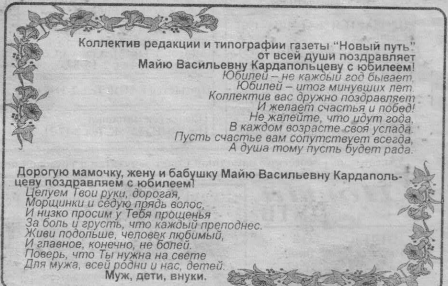 Коллектив редакции и типографии газеты "Новый путь"
от всей души поздравляет
Майю Васильевну Кардапольцеву с юбилеем!
Юбилей – не каждый год бывает.
Юбилей – итог минувших лет.
Коллектив вас дружно поздравляет
И желает счастья и побед!
Не жалейте, что идут года,
В каждом возрасте своя услада.
Пусть счастье вам сопутствует всегда,
А душа тому пусть будет рада.
Дорогую мамочку, жену и бабушку Майю Васильевну Кардаполь-
цеву поздравляем с юбилеем!
Целуем Твои руки, дорогая,
Морщинки и седую прядь волос,
И низко просим у Тебя прощенья
За боль и грусть, что каждый преподнес.
Живи подольше, человек любимый,
И главное, конечно, не болей.
Поверь, что Ты нужна на свете
Для мужа, всей родни и нас, детей.
Муж, дети, внуки.